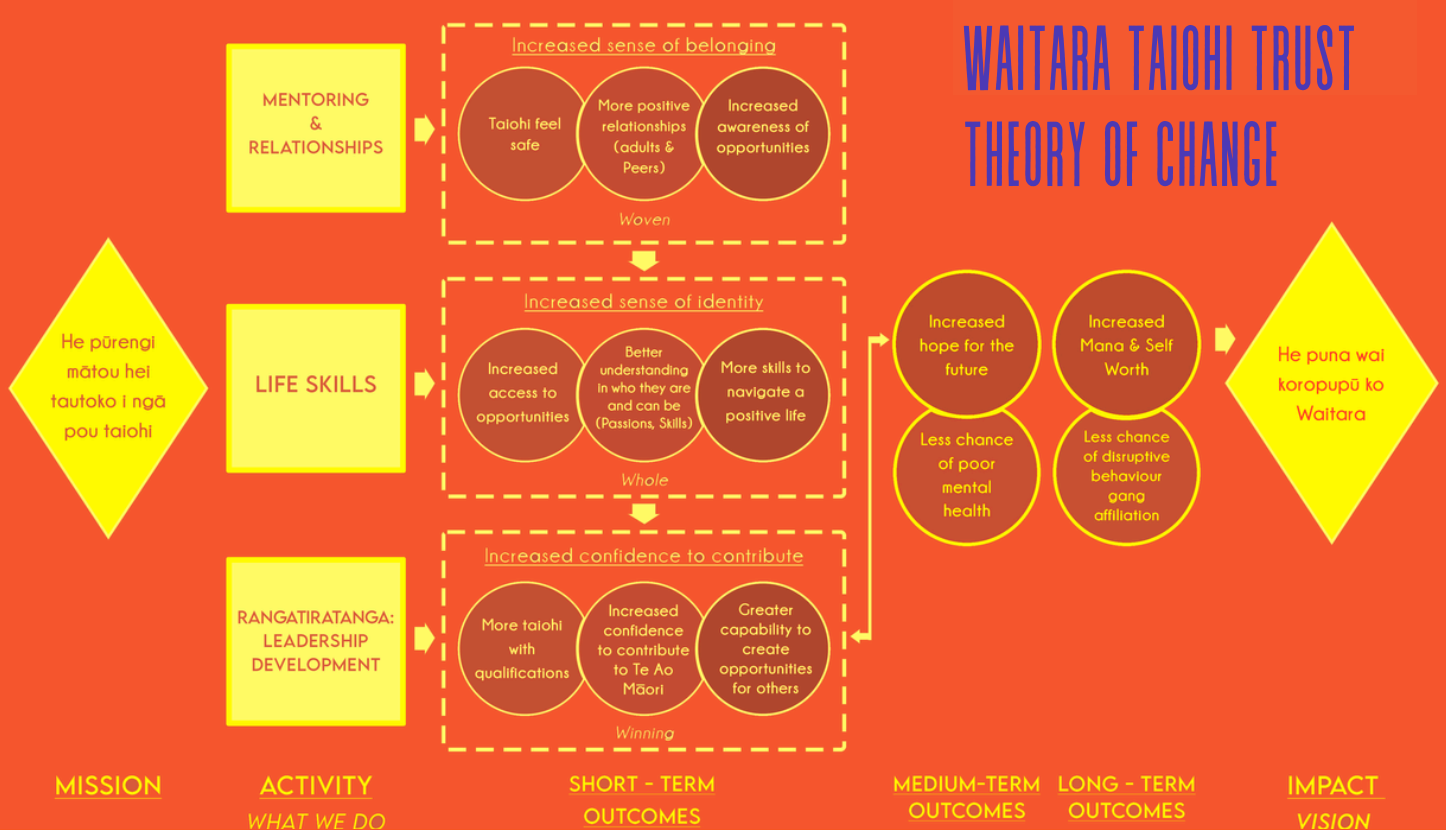 WAITARA TAIOHI TRUST
THEORY OF CHANGE
He pūrengi
mātou hei
tautoko i ngā
pou taiohi
MENTORING
&
RELATIONSHIPS
Increased sense of belonging
Taiohi feel
safe
More positive
relationships
(adults &
Peers)
Increased
awareness of
opportunities
Woven
LIFE SKILLS
Increased sense of identity
Increased
access to
opportunities
Better
understanding
in who they are
and can be
(Passions, Skills)
More skills to
navigate a
positive life
Whole
RANGATIRATANGA:
LEADERSHIP
DEVELOPMENT
Increased confidence to contribute
More taiohi
with
qualifications
Increased
confidence
to contribute
to Te Ao
Māori
Greater
capability to
create
opportunities
for others
Winning
Increased
hope for the
future
Less chance
of poor
mental
health
Increased
Mana & Self
Worth
Less chance
of disruptive
behaviour
gang
affiliation
He puna wai
koropupū ko
Waitara
MISSION
ACTIVITY
WHAT WE DO
SHORT - TERM
OUTCOMES
MEDIUM-TERM
OUTCOMES
LONG - TERM
OUTCOMES
IMPACT
VISION